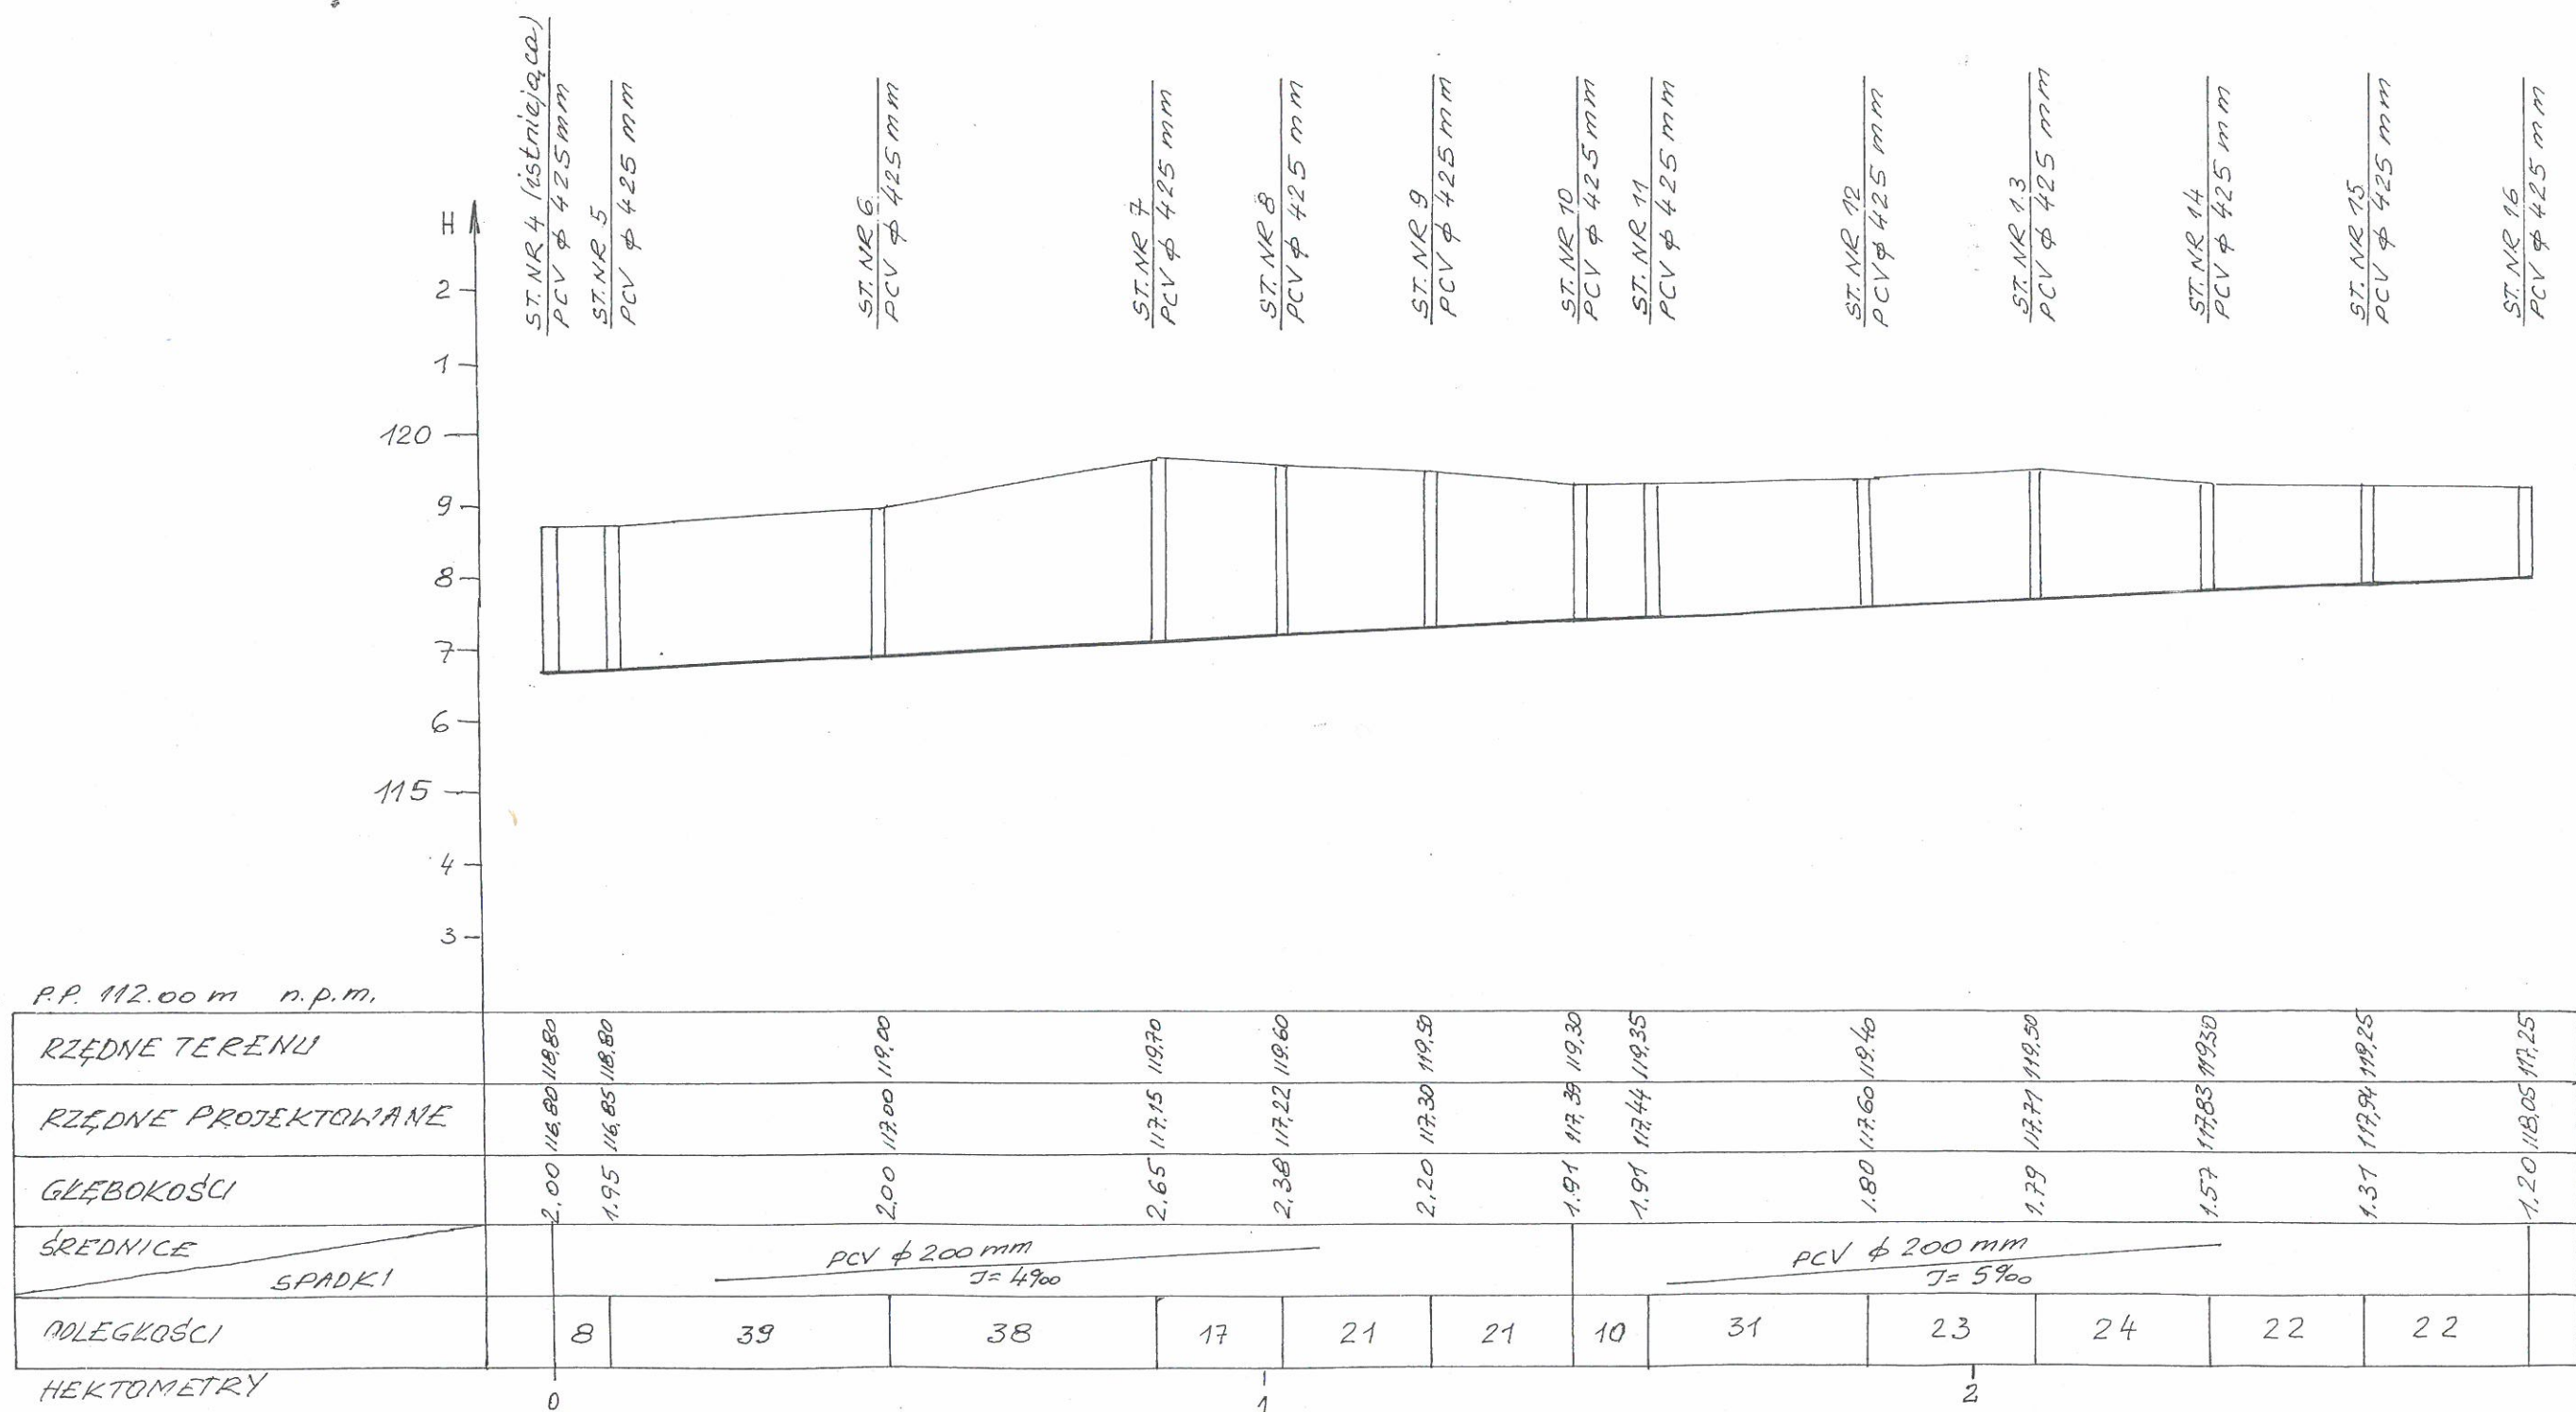 ST. NR 4 (istniejąca)
PCV ϕ 425mm
ST. NR 5
PCV ϕ 425 mm
ST. NR 6
PCV ϕ 425 mm
ST. NR 7
PCV ϕ 425 mm
ST. NR 8
PCV ϕ 425 mm
ST. NR 9
PCV ϕ 425 mm
ST. NR 10
PCV ϕ 425 mm
ST. NR 11
PCV ϕ 425 mm
ST. NR 12
PCV ϕ 425 mm
ST. NR 13
PCV ϕ 425 mm
ST. NR 14
PCV ϕ 425 mm
ST. NR 15
PCV ϕ 425 mm
ST. NR 16
PCV ϕ 425 mm
H
2
1
120
9
8
7
6
115
4
3
P.P. 112.00 m n.p.m.
RZĘDNE TERENU 118,80 118,80 119,00 119,70 119.60 119,50 119,30 119,35 119.40 119,50 119,30 119,25 117,25
RZĘDNE PROJEKTOWANE 116,80 116,85 117.00 117.15 117,22 117.30 117,39 117,44 117.60 117.71 117,83 117,94 118,05
GŁĘBOKOŚCI 2,00 1.95 2,00 2,65 2,38 2,20 1.91 1.91 1.80 1.79 1.57 1.31 1,20
ŚREDNICE PCV ϕ 200 mm PCV ϕ 200 mm
SPADKI J= 4‰ J= 5‰
ODLEGŁOŚCI 8 39 38 17 21 21 10 31 23 24 22 22
HEKTOMETRY 0 1 2